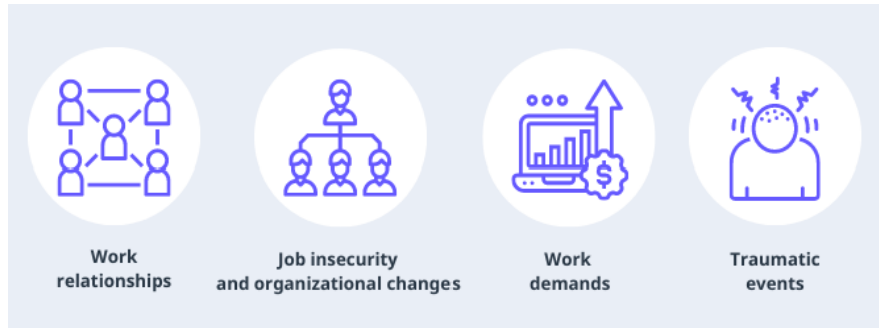 Work
relationships
Job insecurity
and organizational changes
Work
demands
Traumatic
events
$